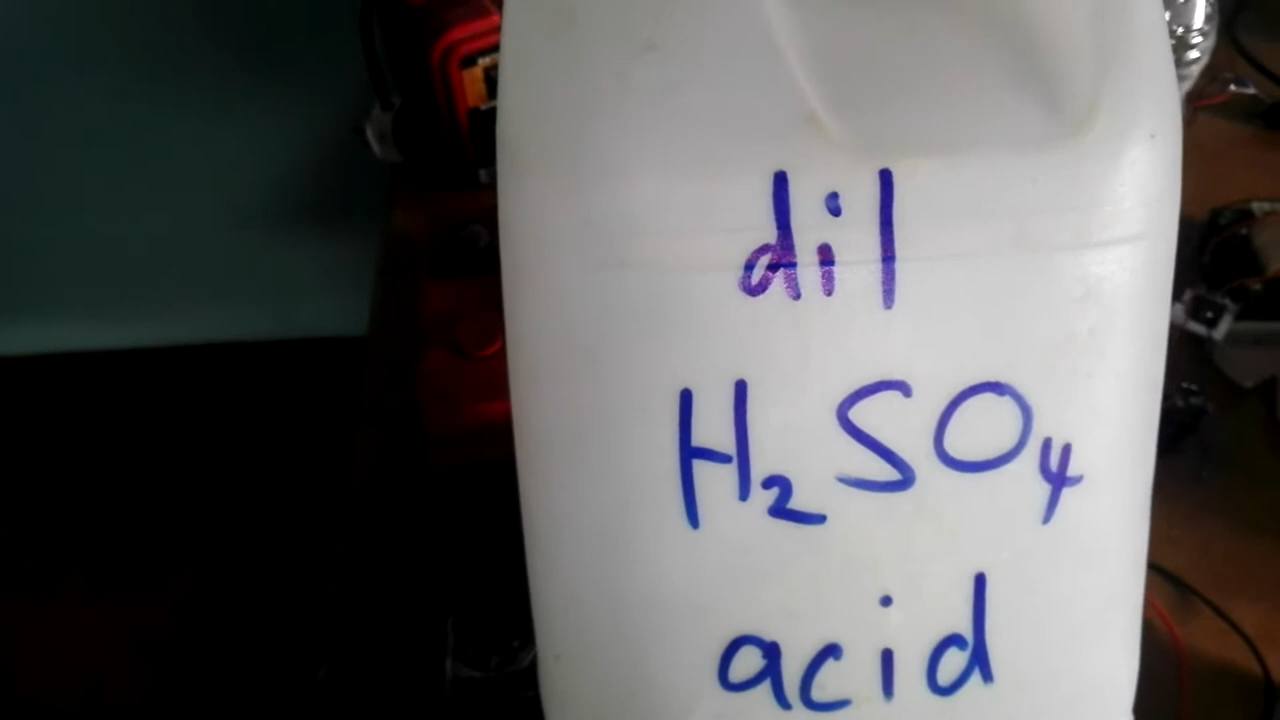 dil
H₂SO₄
acid